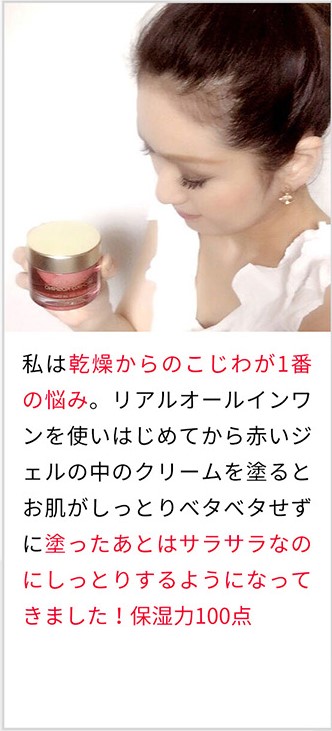 私は乾燥からのこじわが1番
の悩み。リアルオールインワ
ンを使いはじめてから赤いジ
ェルの中のクリームを塗ると
お肌がしっとりベタベタせず
に塗ったあとはサラサラなの
にしっとりするようになって
きました！保湿力100点